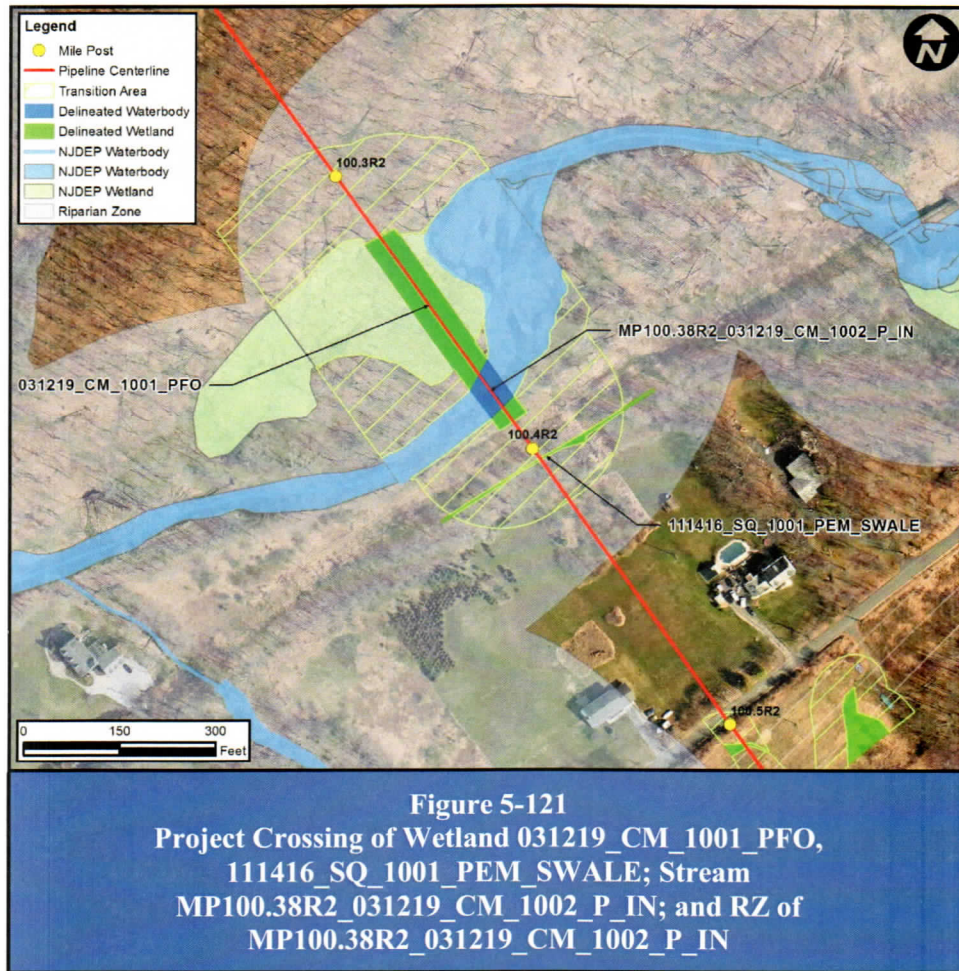 Legend
Mile Post
Pipeline Centerline
Transition Area
Delineated Waterbody
Delineated Wetland
NJDEP Waterbody
NJDEP Waterbody
NJDEP Wetland
Riparian Zone
N
100.3R2
MP100.38R2_031219_CM_1002_P_IN
031219_CM_1001_PFO
100.4R2
111416_SQ_1001_PEM_SWALE
100.5R2
0 150 300
Feet
Figure 5-121
Project Crossing of Wetland 031219_CM_1001_PFO,
111416_SQ_1001_PEM_SWALE; Stream
MP100.38R2_031219_CM_1002_P_IN; and RZ of
MP100.38R2_031219_CM_1002_P_IN